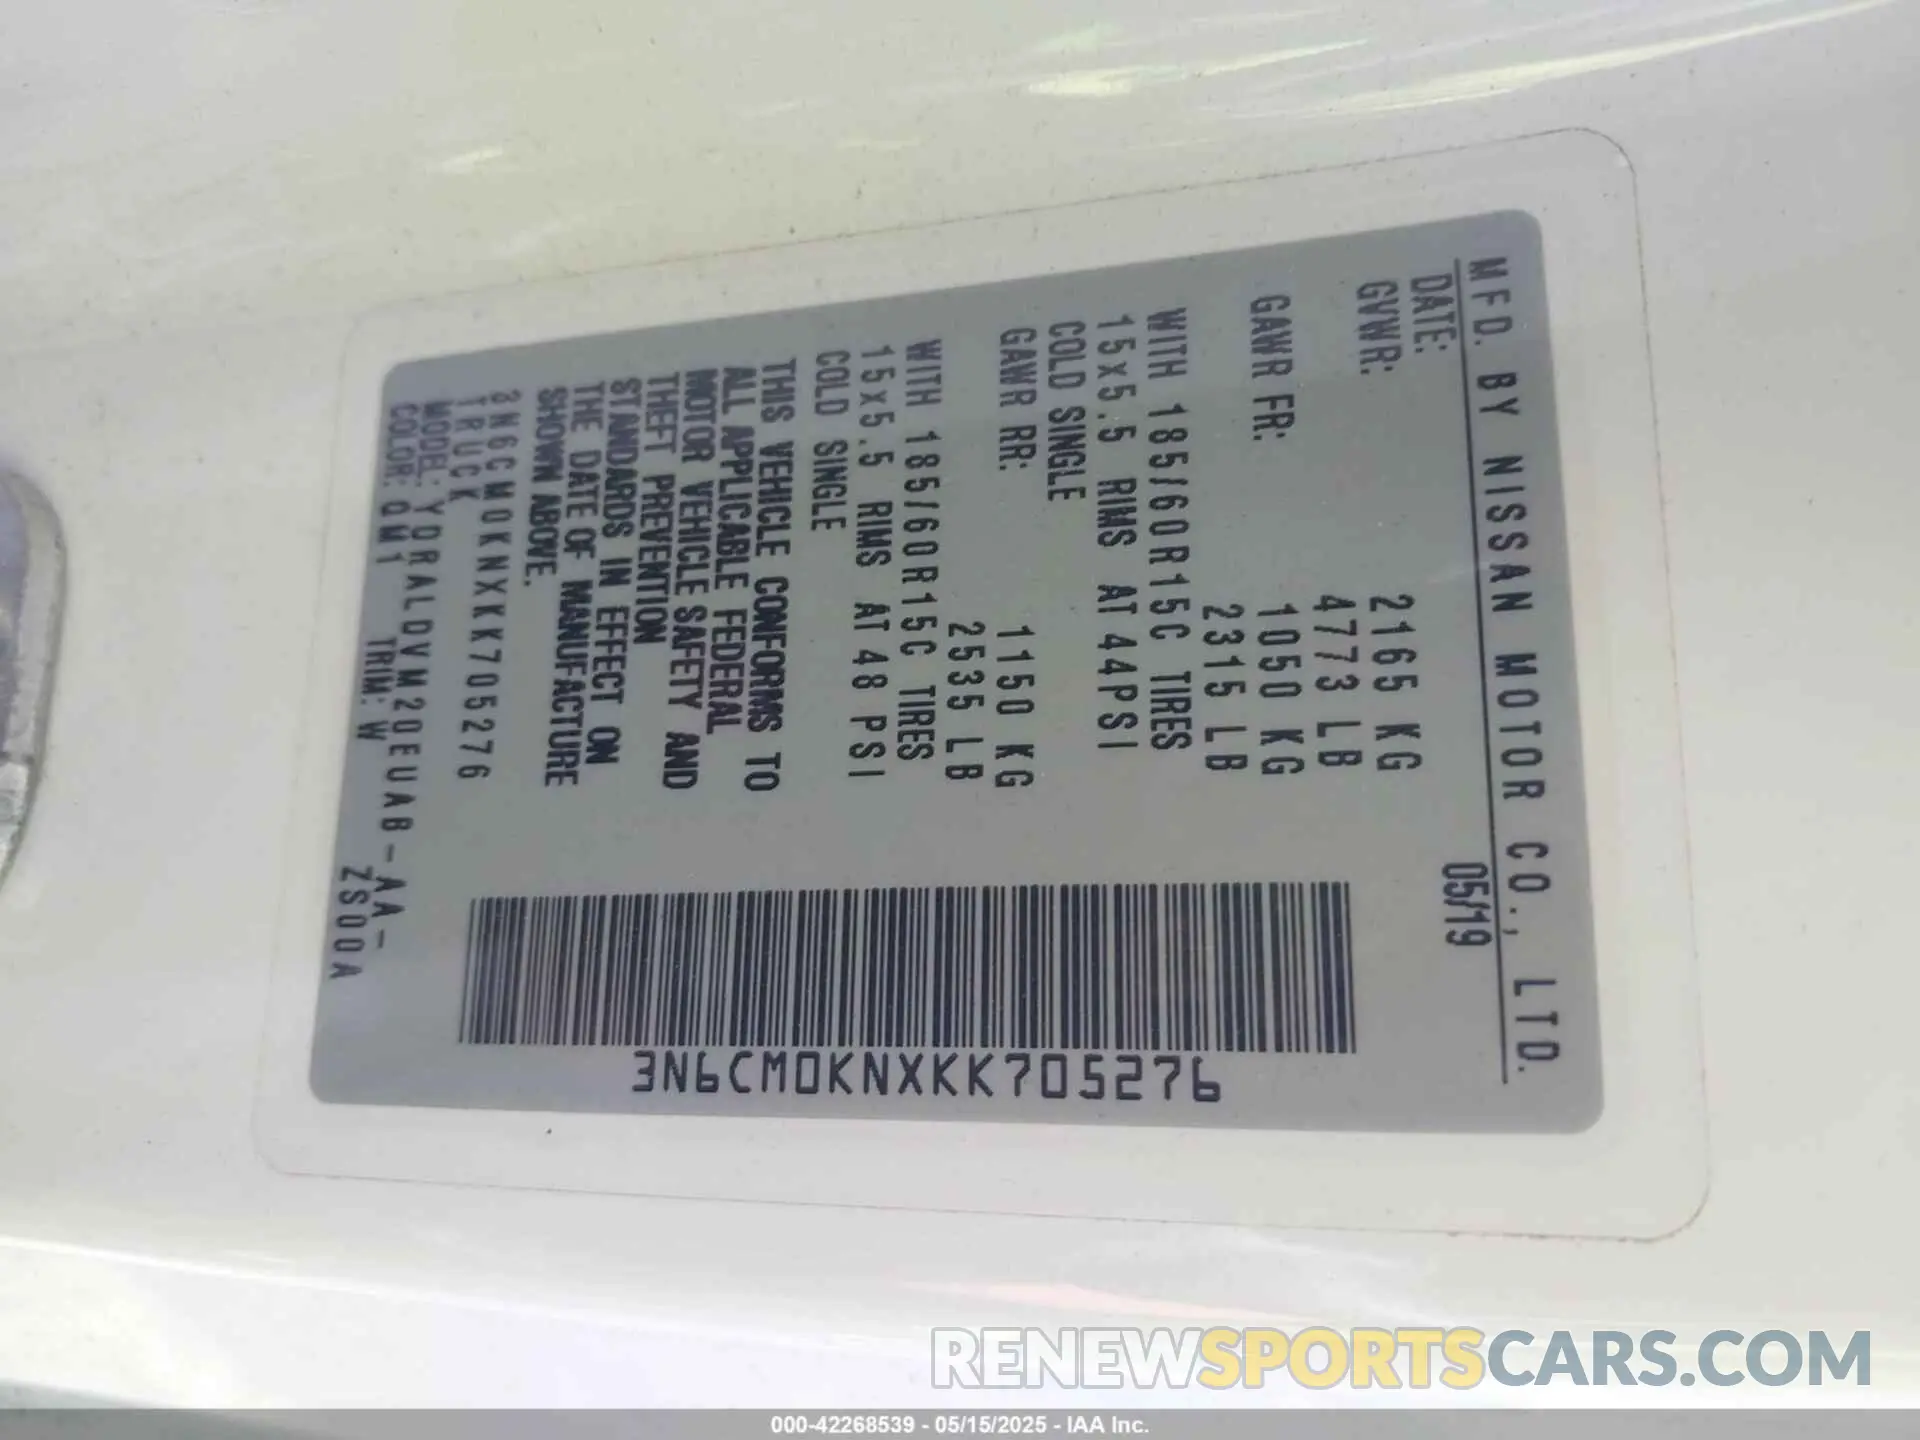 MFD. BY NISSAN MOTOR CO., LTD.
DATE: 05/19
GVWR: 2165 KG
4773 LB
GAWR FR: 1050 KG
2315 LB
WITH 185/60R15C TIRES
15x5.5 RIMS AT 44PSI
COLD SINGLE
GAWR RR: 1150 KG
2535 LB
WITH 185/60R15C TIRES
15x5.5 RIMS AT 48 PSI
COLD SINGLE
THIS VEHICLE CONFORMS TO
ALL APPLICABLE FEDERAL
MOTOR VEHICLE SAFETY AND
THEFT PREVENTION
STANDARDS IN EFFECT ON
THE DATE OF MANUFACTURE
SHOWN ABOVE.
3N6CM0KNXKK705276
TRUCK
MODEL: YDRALDVM20EUAB-AA-
COLOR: QM1 TRIM: W ZS00A
3N6CM0KNXKK705276
RENEWSPORTSCARS.COM
000-42268539 - 05/15/2025 - IAA Inc.